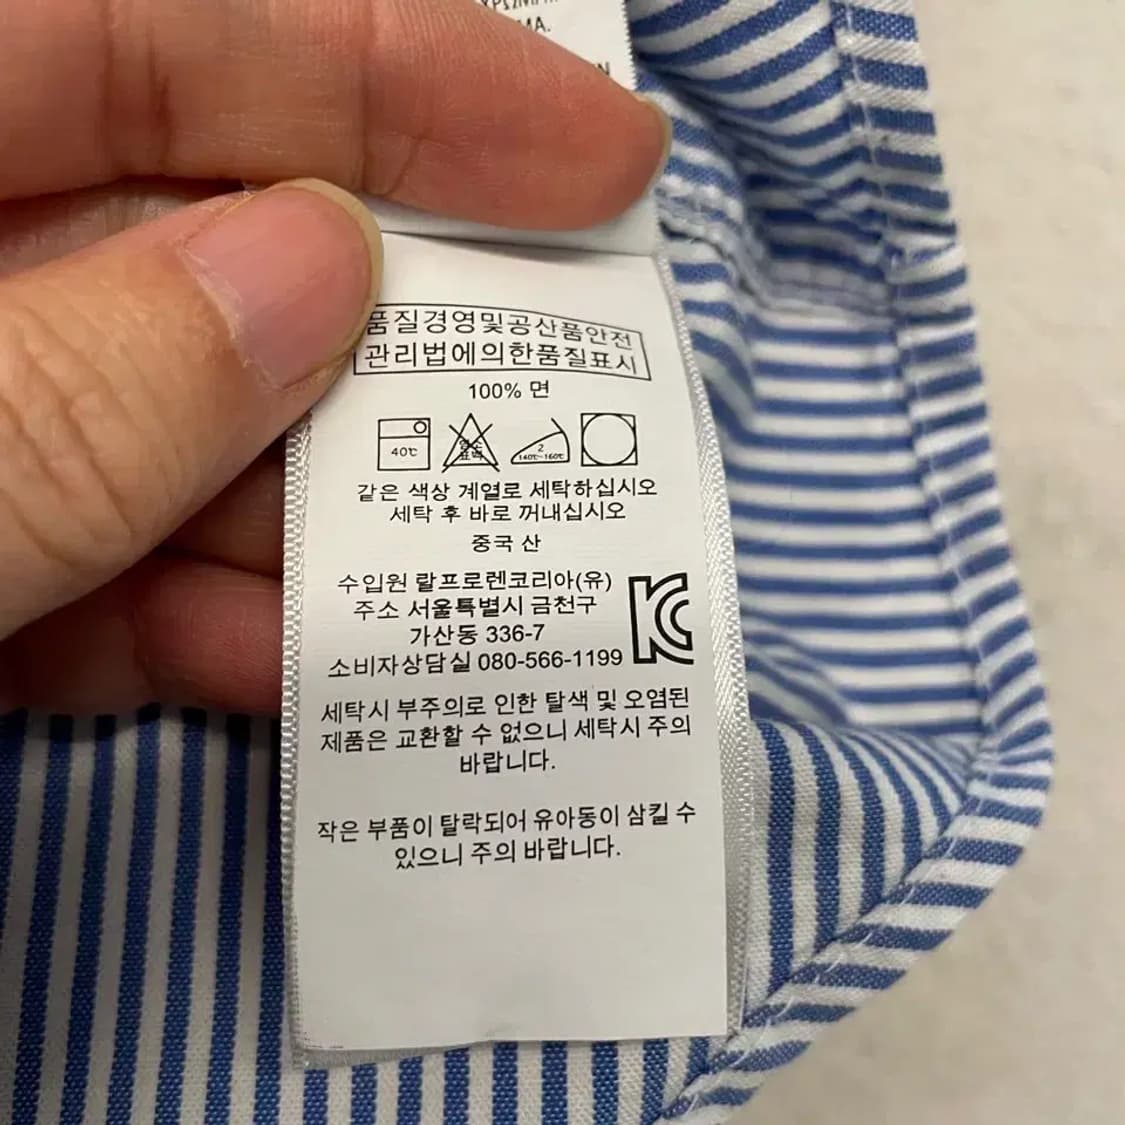 MA.
품질경영및공산품안전
관리법에의한품질표시
100% 면
40℃
염소
표백
2
140℃~160℃
같은 색상 계열로 세탁하십시오
세탁 후 바로 꺼내십시오
중국 산
수입원 랄프로렌코리아(유)
주소 서울특별시 금천구
가산동 336-7
소비자상담실 080-566-1199
세탁시 부주의로 인한 탈색 및 오염된
제품은 교환할 수 없으니 세탁시 주의
바랍니다.
작은 부품이 탈락되어 유아동이 삼킬 수
있으니 주의 바랍니다.